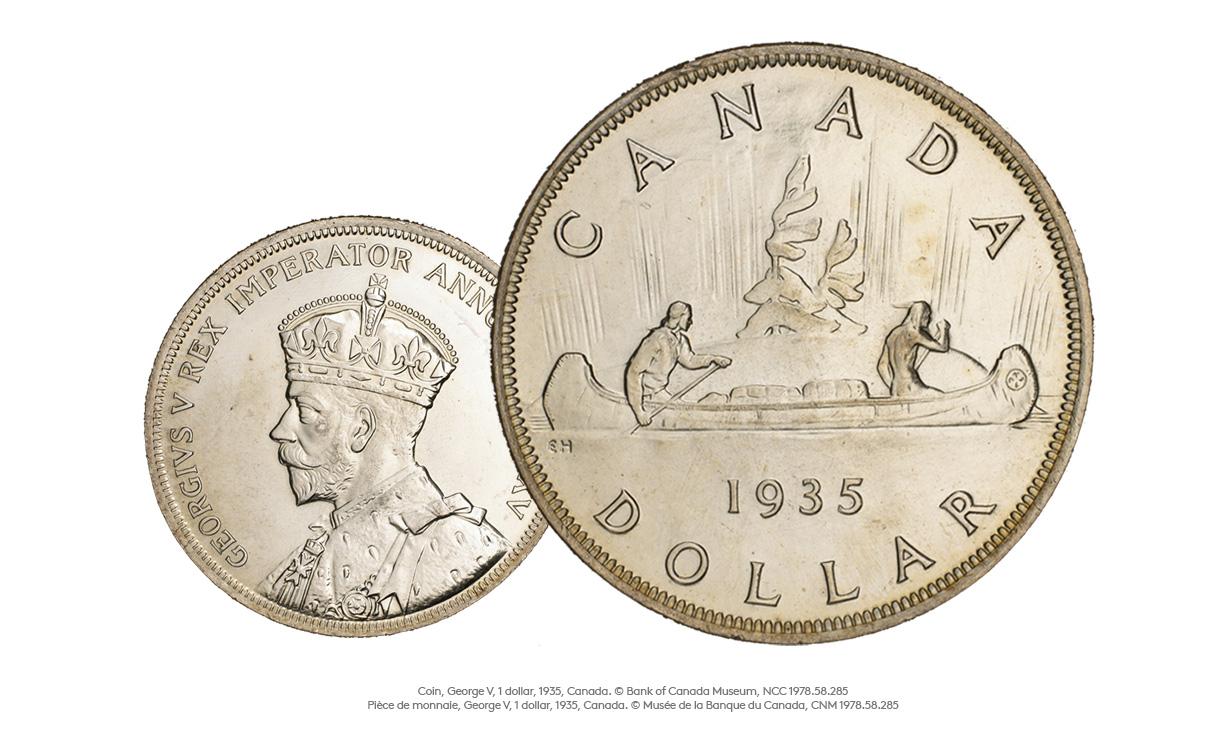 GEORGIVS V REX IMPERATOR ANNO
XV
CANADA
EH
1935
DOLLAR
Coin, George V, 1 dollar, 1935, Canada. © Bank of Canada Museum, NCC 1978.58.285
Pièce de monnaie, George V, 1 dollar, 1935, Canada. © Musée de la Banque du Canada, CNM 1978.58.285